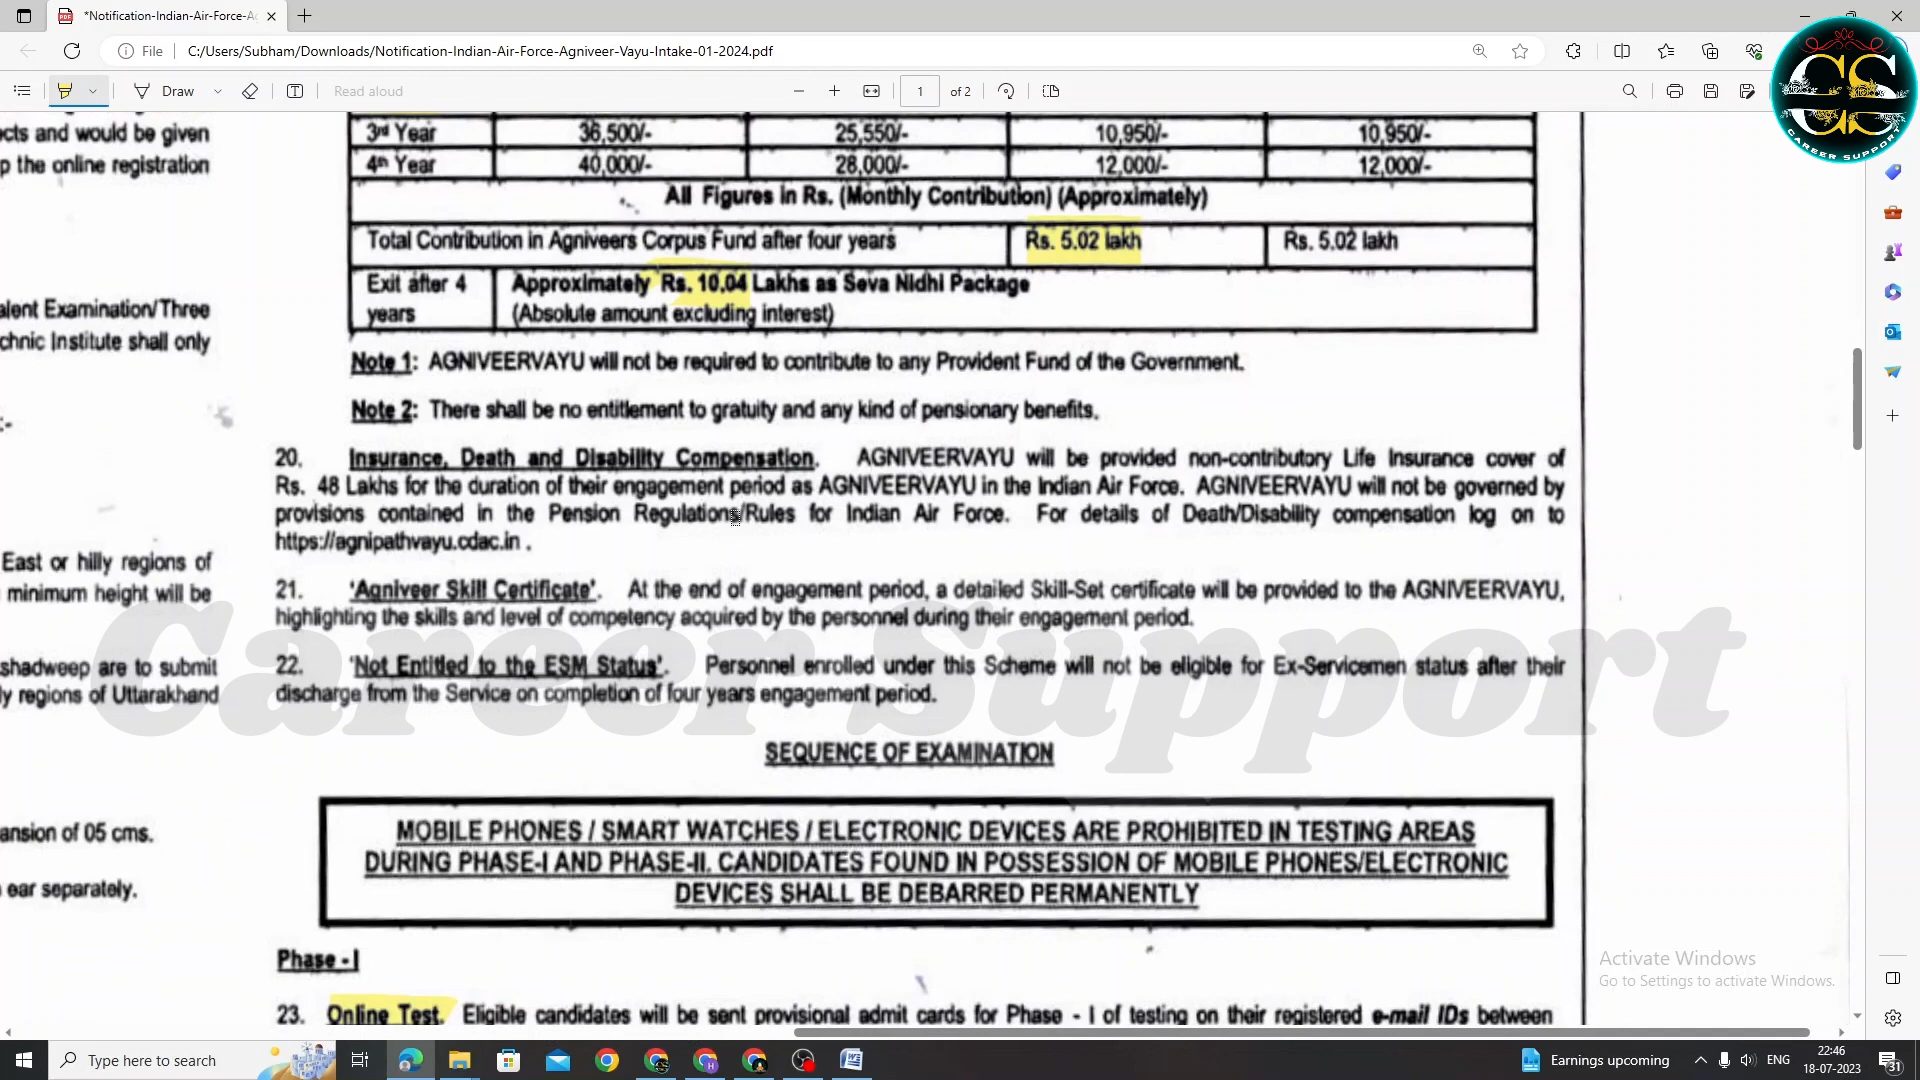 *Notification-Indian-Air-Force-A
File
C:/Users/Subham/Downloads/Notification-Indian-Air-Force-Agniveer-Vayu-Intake-01-2024.pdf
Draw
Read aloud
1 of 2
CS
CAREER SUPPORT
cts and would be given
p the online registration
alent Examination/Three
chnic Institute shall only
:-
East or hilly regions of
minimum height will be
shadweep are to submit
ly regions of Uttarakhand
ansion of 05 cms.
ear separately.
3rd Year 36,500/- 25,550/- 10,950/- 10,950/-
4th Year 40,000/- 28,000/- 12,000/- 12,000/-
All Figures in Rs. (Monthly Contribution) (Approximately)
Total Contribution in Agniveers Corpus Fund after four years Rs. 5.02 lakh Rs. 5.02 lakh
Exit after 4 years
Approximately Rs. 10.04 Lakhs as Seva Nidhi Package
(Absolute amount excluding interest)
Note 1: AGNIVEERVAYU will not be required to contribute to any Provident Fund of the Government.
Note 2: There shall be no entitlement to gratuity and any kind of pensionary benefits.
20. Insurance, Death and Disability Compensation. AGNIVEERVAYU will be provided non-contributory Life Insurance cover of
Rs. 48 Lakhs for the duration of their engagement period as AGNIVEERVAYU in the Indian Air Force. AGNIVEERVAYU will not be governed by
provisions contained in the Pension Regulations/Rules for Indian Air Force. For details of Death/Disability compensation log on to
https://agnipathvayu.cdac.in .
21. 'Agniveer Skill Certificate'. At the end of engagement period, a detailed Skill-Set certificate will be provided to the AGNIVEERVAYU,
highlighting the skills and level of competency acquired by the personnel during their engagement period.
22. 'Not Entitled to the ESM Status'. Personnel enrolled under this Scheme will not be eligible for Ex-Servicemen status after their
discharge from the Service on completion of four years engagement period.
Career Support
SEQUENCE OF EXAMINATION
MOBILE PHONES / SMART WATCHES / ELECTRONIC DEVICES ARE PROHIBITED IN TESTING AREAS
DURING PHASE-I AND PHASE-II. CANDIDATES FOUND IN POSSESSION OF MOBILE PHONES/ELECTRONIC
DEVICES SHALL BE DEBARRED PERMANENTLY
Phase - I
23. Online Test. Eligible candidates will be sent provisional admit cards for Phase - I of testing on their registered e-mail IDs between
Activate Windows
Go to Settings to activate Windows.
Type here to search
Earnings upcoming
ENG
22:46
18-07-2023
31